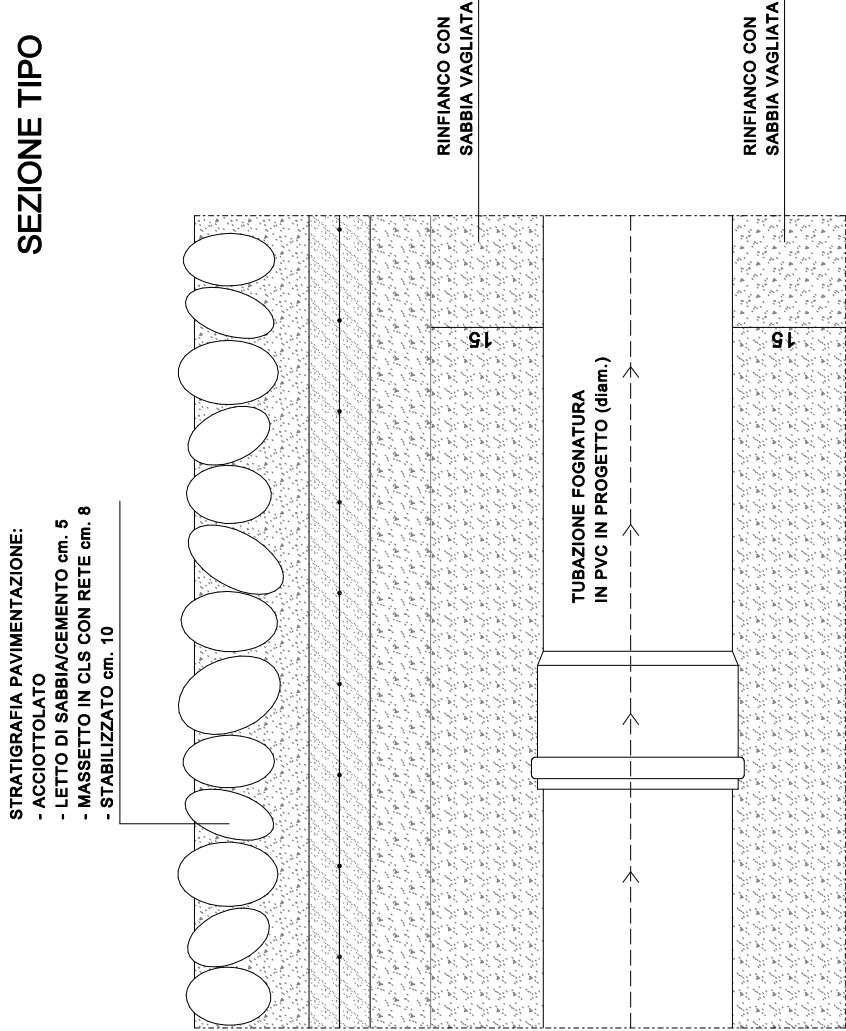 SEZIONE TIPO
STRATIGRAFIA PAVIMENTAZIONE:
- ACCIOTTOLATO
- LETTO DI SABBIA/CEMENTO cm. 5
- MASSETTO IN CLS CON RETE cm. 8
- STABILIZZATO cm. 10
RINFIANCO CON
SABBIA VAGLIATA
15
TUBAZIONE FOGNATURA
IN PVC IN PROGETTO (diam.)
RINFIANCO CON
SABBIA VAGLIATA
15